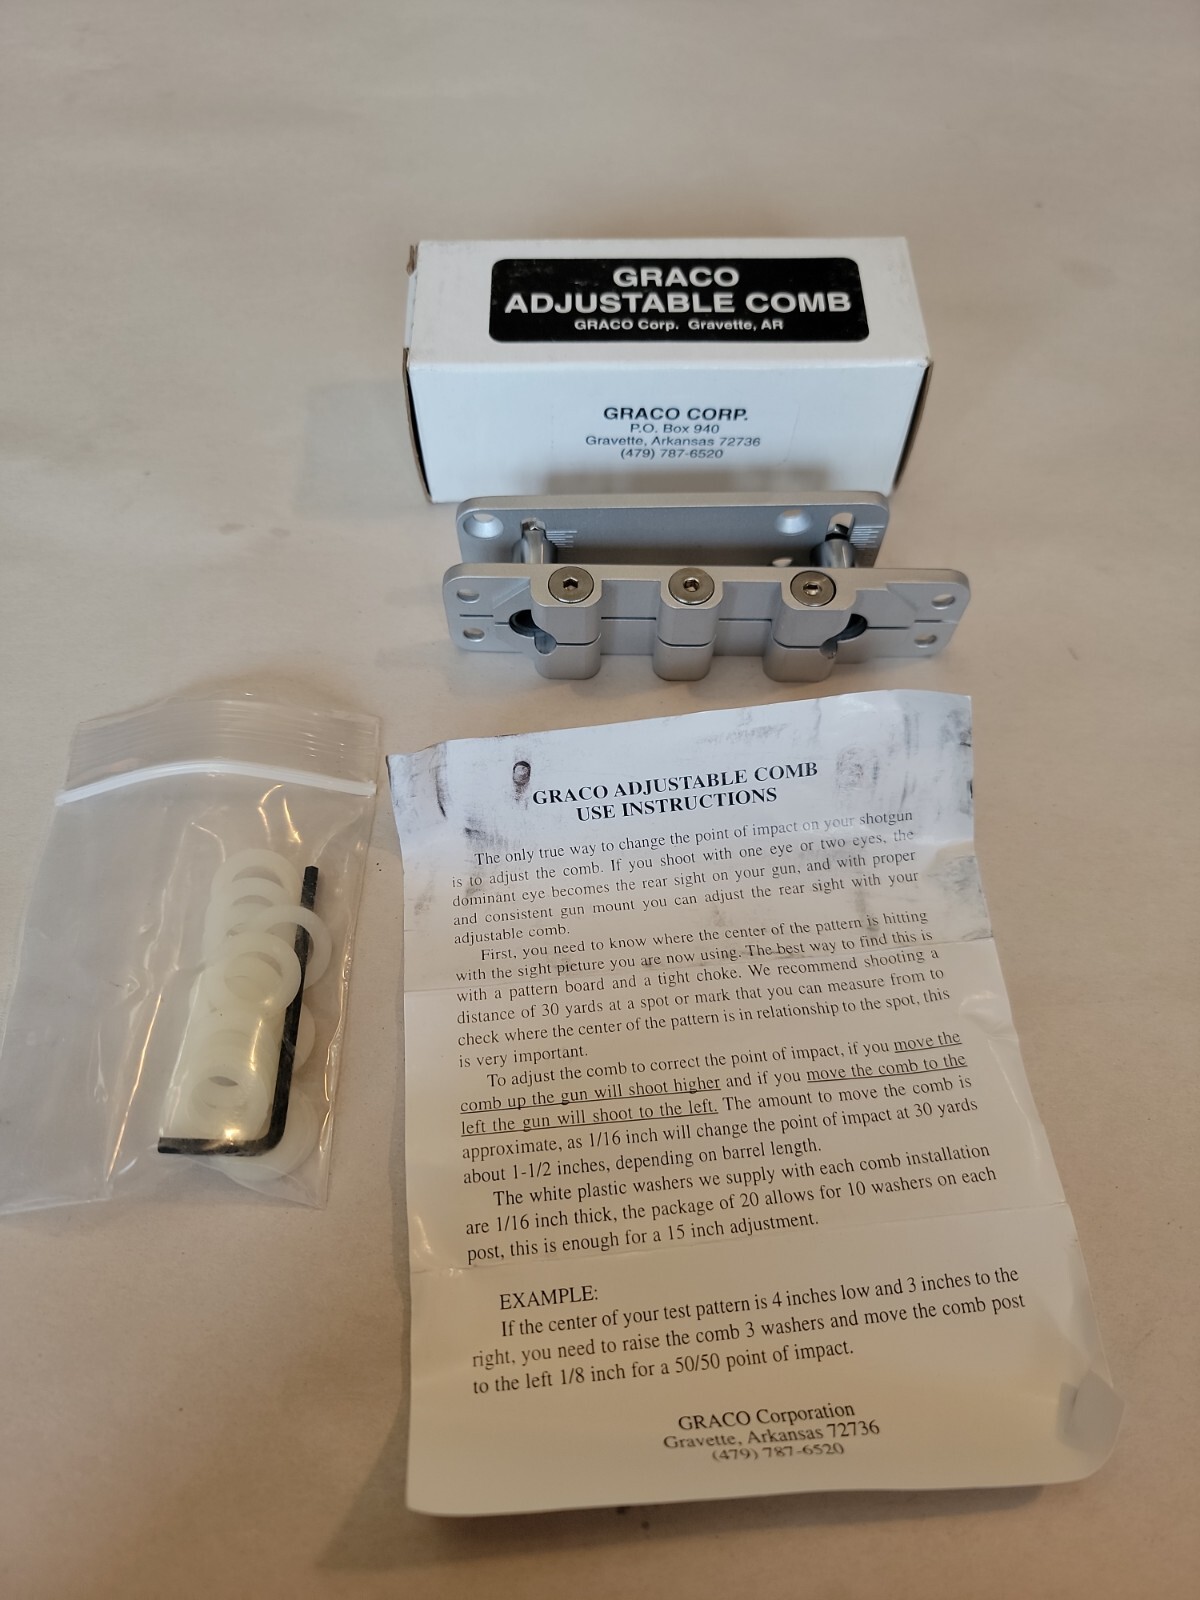 GRACO
ADJUSTABLE COMB
GRACO Corp. Gravette, AR
GRACO CORP.
P.O. Box 940
Gravette, Arkansas 72736
(479) 787-6520
GRACO ADJUSTABLE COMB
USE INSTRUCTIONS
The only true way to change the point of impact on your shotgun
is to adjust the comb. If you shoot with one eye or two eyes, the
dominant eye becomes the rear sight on your gun, and with proper
and consistent gun mount you can adjust the rear sight with your
adjustable comb.
First, you need to know where the center of the pattern is hitting
with the sight picture you are now using. The best way to find this is
with a pattern board and a tight choke. We recommend shooting a
distance of 30 yards at a spot or mark that you can measure from to
check where the center of the pattern is in relationship to the spot, this
is very important.
To adjust the comb to correct the point of impact, if you move the
comb up the gun will shoot higher and if you move the comb to the
left the gun will shoot to the left. The amount to move the comb is
approximate, as 1/16 inch will change the point of impact at 30 yards
about 1-1/2 inches, depending on barrel length.
The white plastic washers we supply with each comb installation
are 1/16 inch thick, the package of 20 allows for 10 washers on each
post, this is enough for a 15 inch adjustment.
EXAMPLE:
If the center of your test pattern is 4 inches low and 3 inches to the
right, you need to raise the comb 3 washers and move the comb post
to the left 1/8 inch for a 50/50 point of impact.
GRACO Corporation
Gravette, Arkansas 72736
(479) 787-6520